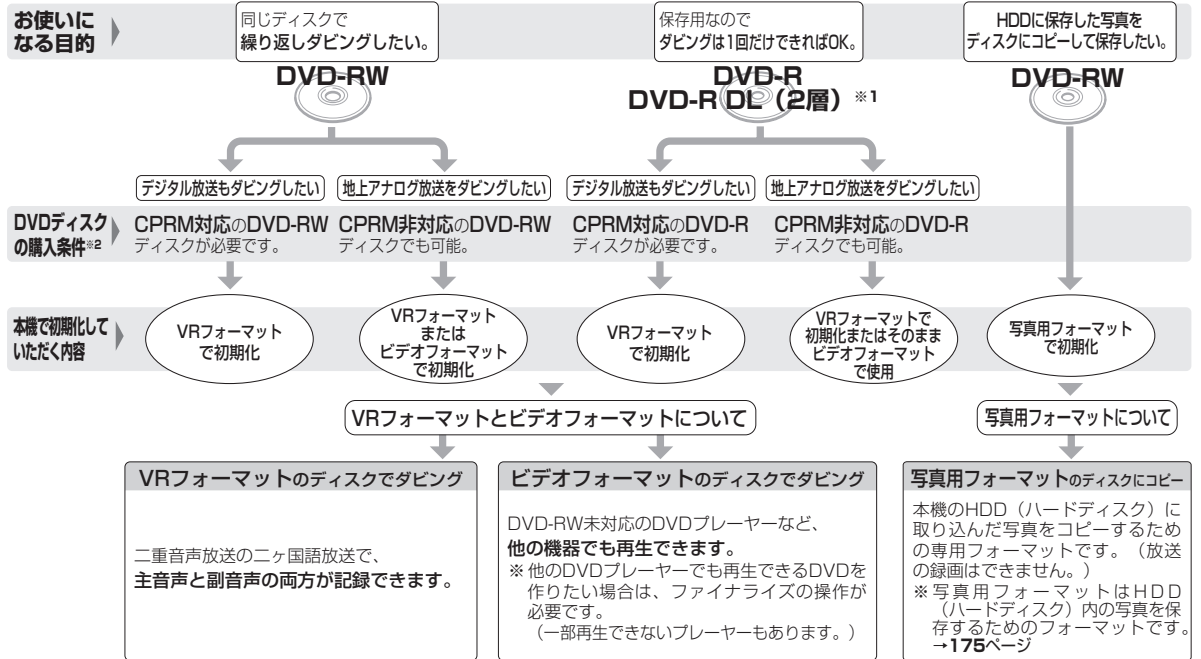 お使いに
なる目的
同じディスクで
繰り返しダビングしたい。
保存用なので
ダビングは1回だけできればOK。
HDDに保存した写真を
ディスクにコピーして保存したい。
DVD-RW
DVD-R
DVD-R DL(2層)※1
DVD-RW
デジタル放送もダビングしたい
地上アナログ放送をダビングしたい
デジタル放送もダビングしたい
地上アナログ放送をダビングしたい
DVDディスク
の購入条件※2
CPRM対応のDVD-RW
ディスクが必要です。
CPRM非対応のDVD-RW
ディスクでも可能。
CPRM対応のDVD-R
ディスクが必要です。
CPRM非対応のDVD-R
ディスクでも可能。
本機で初期化して
いただく内容
VRフォーマット
で初期化
VRフォーマット
または
ビデオフォーマット
で初期化
VRフォーマット
で初期化
VRフォーマットで
初期化またはそのまま
ビデオフォーマット
で使用
写真用フォーマット
で初期化
VRフォーマットとビデオフォーマットについて
写真用フォーマットについて
VRフォーマットのディスクでダビング
二重音声放送の二ヶ国語放送で、
主音声と副音声の両方が記録できます。
ビデオフォーマットのディスクでダビング
DVD-RW未対応のDVDプレーヤーなど、
他の機器でも再生できます。
※他のDVDプレーヤーでも再生できるDVDを
作りたい場合は、ファイナライズの操作が
必要です。
(一部再生できないプレーヤーもあります。)
写真用フォーマットのディスクにコピー
本機のHDD(ハードディスク)に
取り込んだ写真をコピーするため
の専用フォーマットです。(放送
の録画はできません。)
※写真用フォーマットはHDD
(ハードディスク)内の写真を保
存するためのフォーマットです。
→175ページ